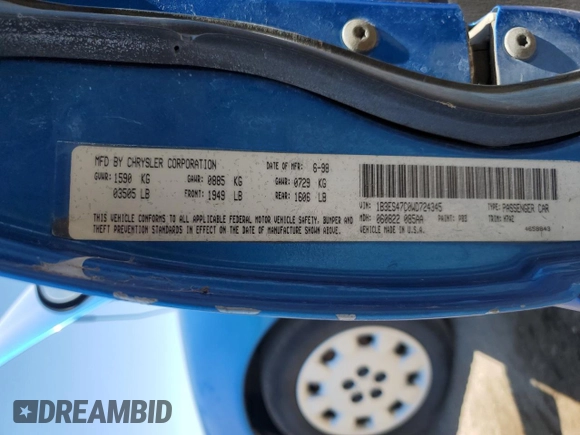 MFD BY CHRYSLER CORPORATION DATE OF MFR: 6-98
GVWR: 1590 KG GAWR: 0885 KG GAWR: 0729 KG
03505 LB FRONT: 1949 LB REAR: 1606 LB
THIS VEHICLE CONFORMS TO ALL APPLICABLE FEDERAL MOTOR VEHICLE SAFETY, BUMPER AND
THEFT PREVENTION STANDARDS IN EFFECT ON THE DATE OF MANUFACTURE SHOWN ABOVE.
VIN: 1B3ES47C0WD724345 TYPE: PASSENGER CAR
MDH: 060822 085AA PAINT: PB3 TRIM:
VEHICLE MADE IN U.S.A.
DREAMBID